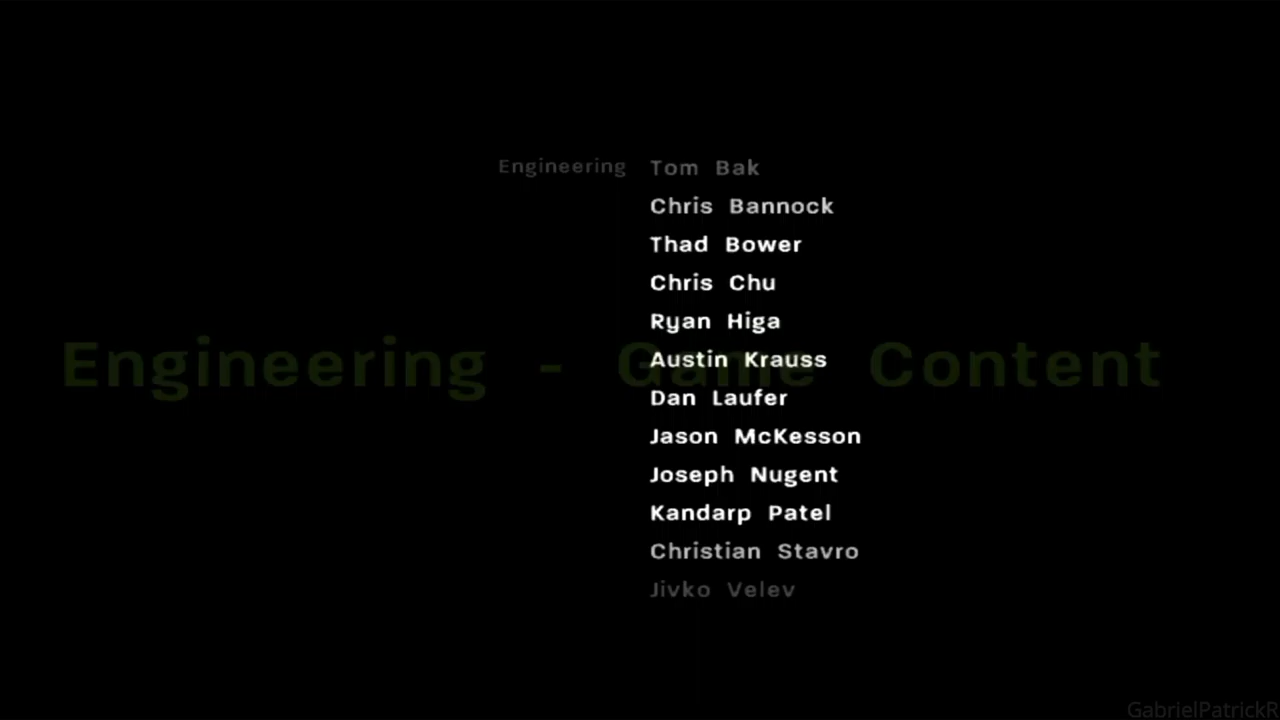 Engineering Tom Bak
Chris Bannock
Thad Bower
Chris Chu
Ryan Higa
Engineering - Game Content
Austin Krauss
Dan Laufer
Jason McKesson
Joseph Nugent
Kandarp Patel
Christian Stavro
Jivko Velev
GabrielPatrickR